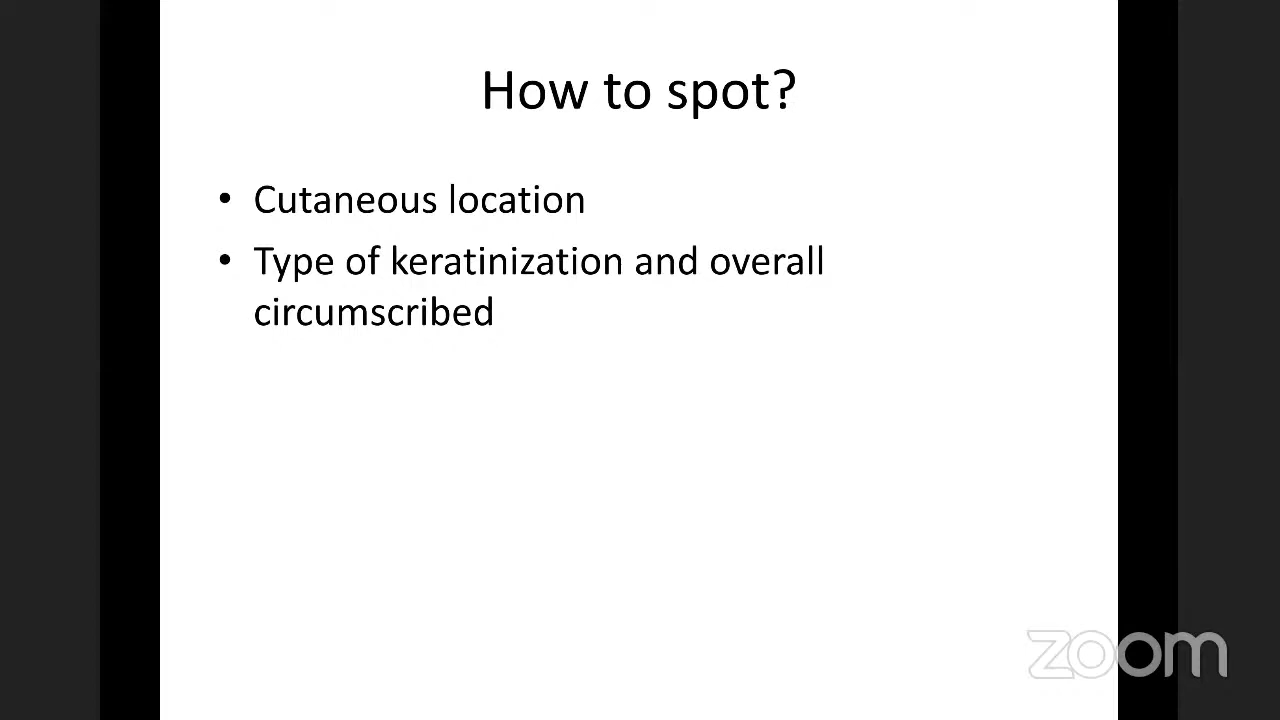 How to spot?
• Cutaneous location
• Type of keratinization and overall
circumscribed
zoom